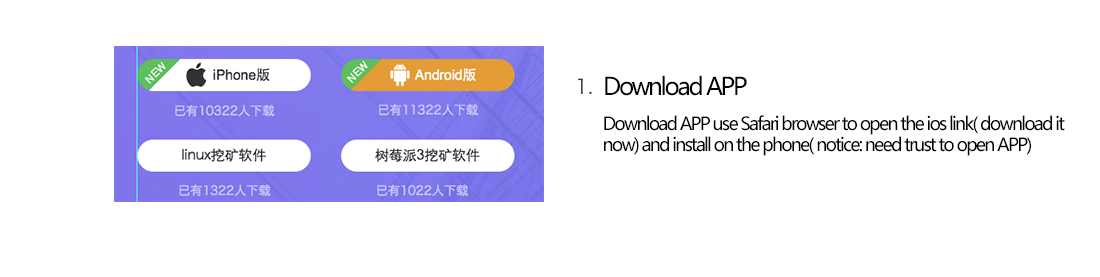 NEW iPhone版
NEW Android版
已有10322人下载
已有11322人下载
linux挖矿软件
树莓派3挖矿软件
已有1322人下载
已有1022人下载
1. Download APP
Download APP use Safari browser to open the ios link( download it
now) and install on the phone( notice: need trust to open APP)